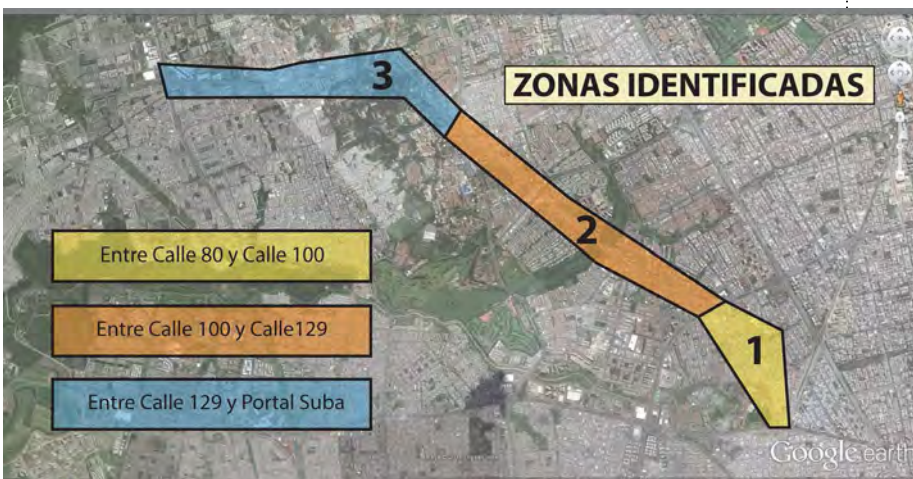 ZONAS IDENTIFICADAS
3
2
1
Entre Calle 80 y Calle 100
Entre Calle 100 y Calle129
Entre Calle 129 y Portal Suba
Google earth